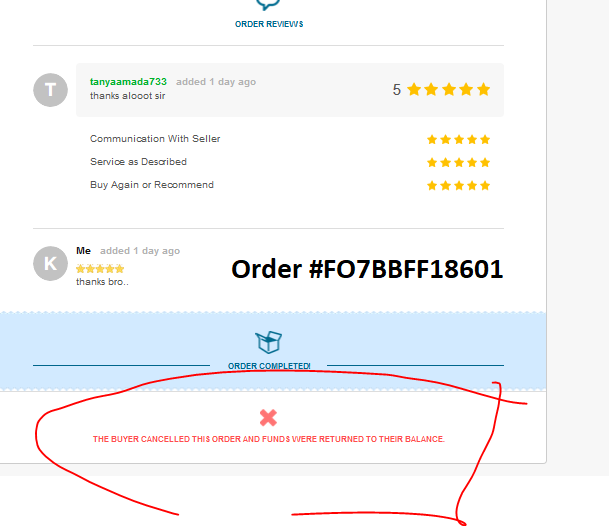 ORDER REVIEWS
T
tanyaamada733 added 1 day ago
thanks alooot sir
5
Communication With Seller
Service as Described
Buy Again or Recommend
K
Me added 1 day ago
thanks bro..
Order #FO7BBFF18601
ORDER COMPLETED!
THE BUYER CANCELLED THIS ORDER AND FUNDS WERE RETURNED TO THEIR BALANCE.